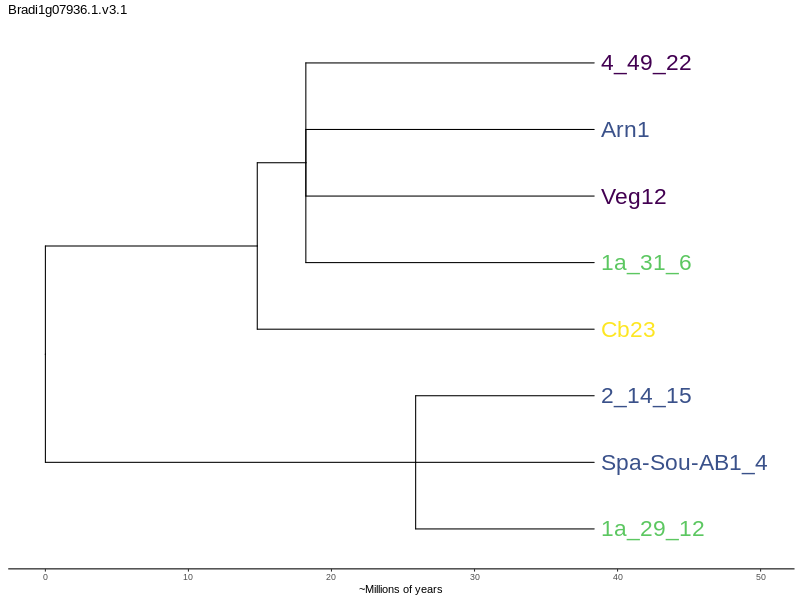 Bradi1g07936.1.v3.1
4_49_22
Arn1
Veg12
1a_31_6
Cb23
2_14_15
Spa-Sou-AB1_4
1a_29_12
0 10 20 30 40 50
~Millions of years